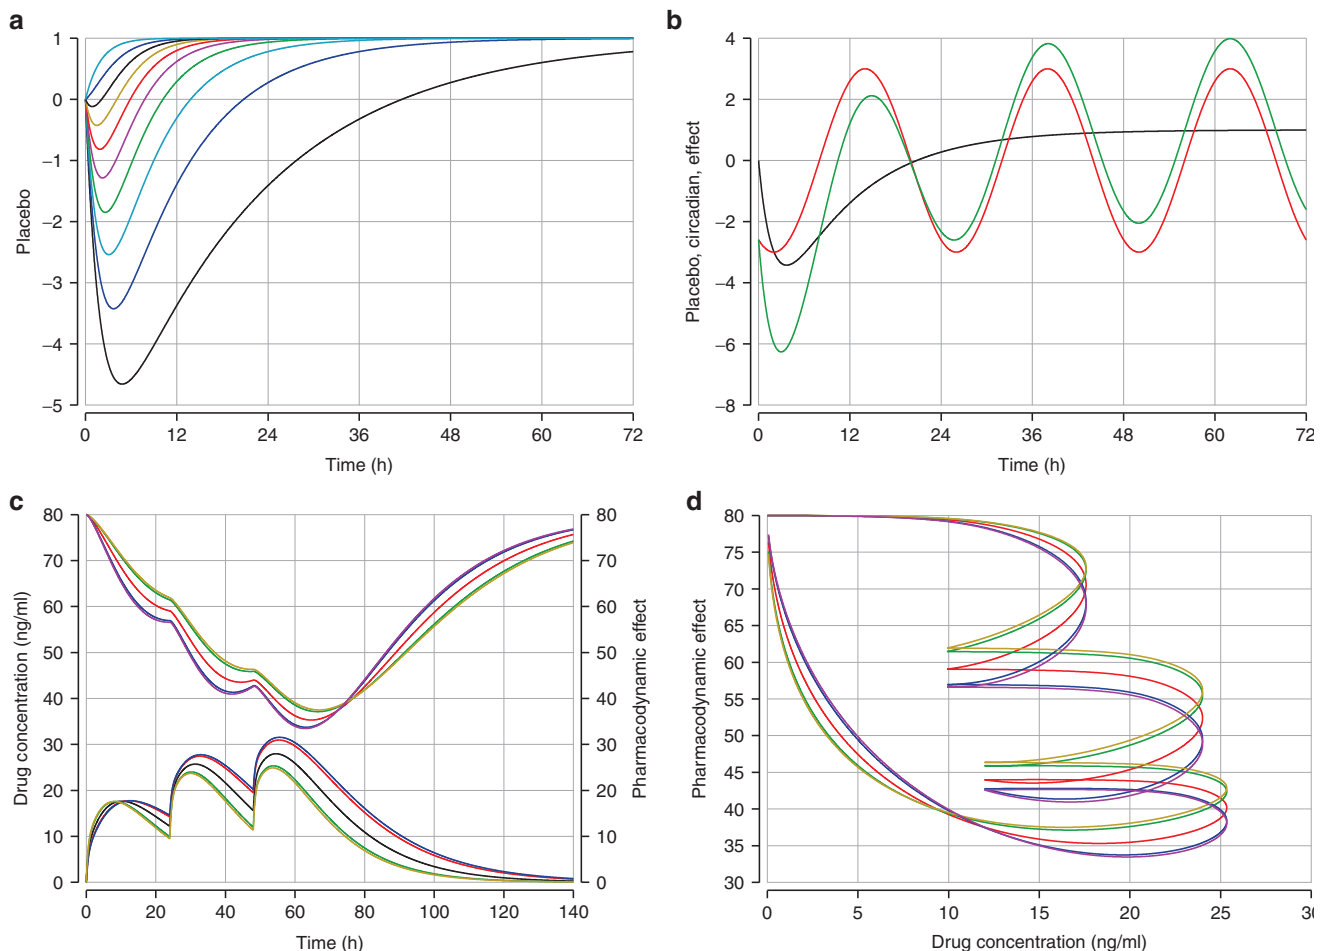 a
1
0
−1
−2
−3
−4
−5
Placebo
0 12 24 36 48 60 72
Time (h)
b
4
2
0
−2
−4
−6
−8
Placebo, circadian, effect
0 12 24 36 48 60 72
Time (h)
c
80 80
70 70
60 60
50 50
40 40
30 30
20 20
10 10
0 0
Drug concentration (ng/ml)
Pharmacodynamic effect
0 20 40 60 80 100 120 140
Time (h)
d
80
75
70
65
60
55
50
45
40
35
30
Pharmacodynamic effect
0 5 10 15 20 25 30
Drug concentration (ng/ml)